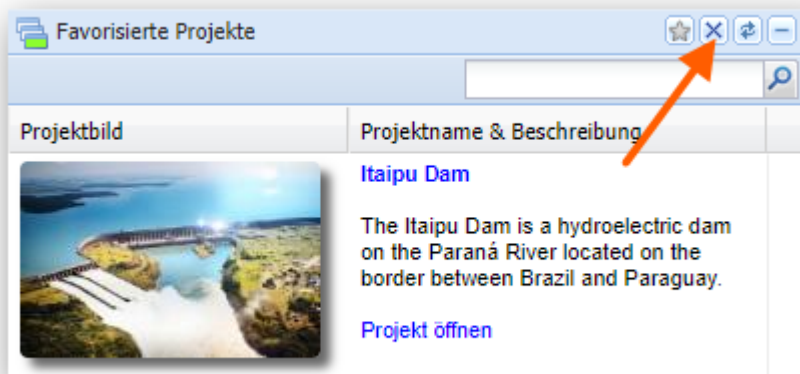 Favorisierte Projekte
Projektbild
Projektname & Beschreibung
Itaipu Dam
The Itaipu Dam is a hydroelectric dam
on the Paraná River located on the
border between Brazil and Paraguay.
Projekt öffnen